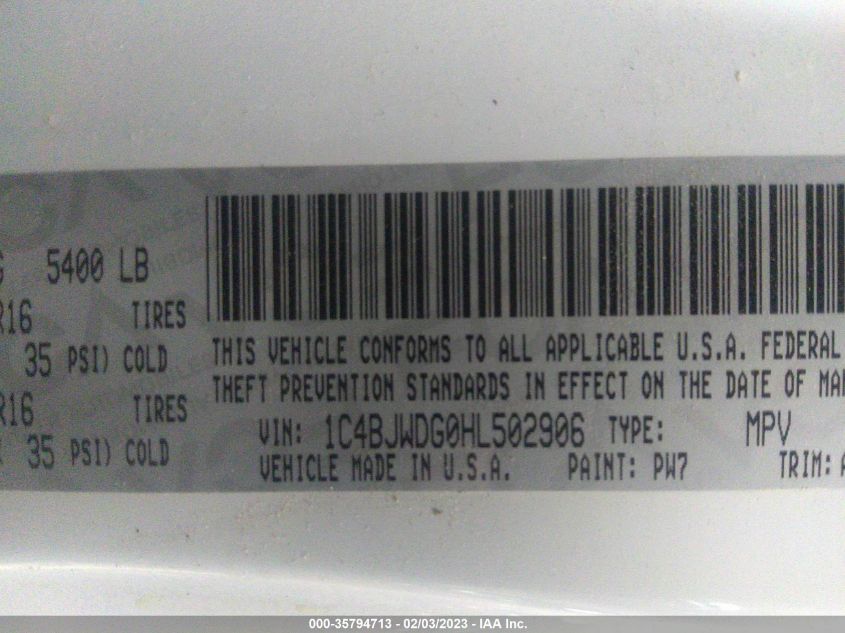 5400 LB
R16 TIRES
35 PSI) COLD
R16 TIRES
35 PSI) COLD
THIS VEHICLE CONFORMS TO ALL APPLICABLE U.S.A. FEDERAL
THEFT PREVENTION STANDARDS IN EFFECT ON THE DATE OF MA
VIN: 1C4BJWDG0HL502906 TYPE: MPV
VEHICLE MADE IN U.S.A. PAINT: PW7 TRIM:
000-35794713 - 02/03/2023 - IAA Inc.